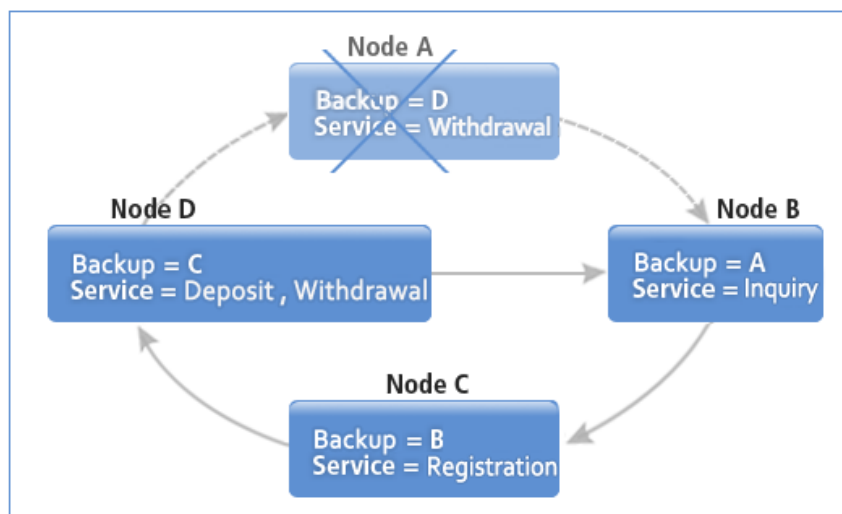 Node A
Backup = D
Service = Withdrawal
Node D
Backup = C
Service = Deposit , Withdrawal
Node B
Backup = A
Service = Inquiry
Node C
Backup = B
Service = Registration